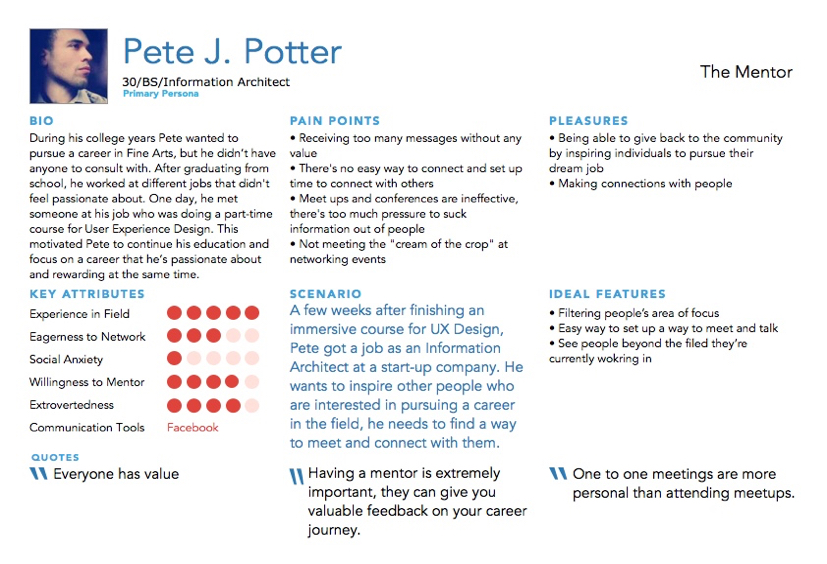 Pete J. Potter
30/BS/Information Architect
Primary Persona
The Mentor
BIO
During his college years Pete wanted to
pursue a career in Fine Arts, but he didn't have
anyone to consult with. After graduating from
school, he worked at different jobs that didn't
feel passionate about. One day, he met
someone at his job who was doing a part-time
course for User Experience Design. This
motivated Pete to continue his education and
focus on a career that he's passionate about
and rewarding at the same time.
PAIN POINTS
• Receiving too many messages without any
value
• There's no easy way to connect and set up
time to connect with others
• Meet ups and conferences are ineffective,
there's too much pressure to suck
information out of people
• Not meeting the "cream of the crop" at
networking events
PLEASURES
• Being able to give back to the community
by inspiring individuals to pursue their
dream job
• Making connections with people
KEY ATTRIBUTES
Experience in Field
Eagerness to Network
Social Anxiety
Willingness to Mentor
Extrovertedness
Communication Tools Facebook
SCENARIO
A few weeks after finishing an
immersive course for UX Design,
Pete got a job as an Information
Architect at a start-up company. He
wants to inspire other people who
are interested in pursuing a career
in the field, he needs to find a way
to meet and connect with them.
IDEAL FEATURES
• Filtering people's area of focus
• Easy way to set up a way to meet and talk
• See people beyond the filed they're
currently wokring in
QUOTES
Everyone has value
Having a mentor is extremely
important, they can give you
valuable feedback on your career
journey.
One to one meetings are more
personal than attending meetups.